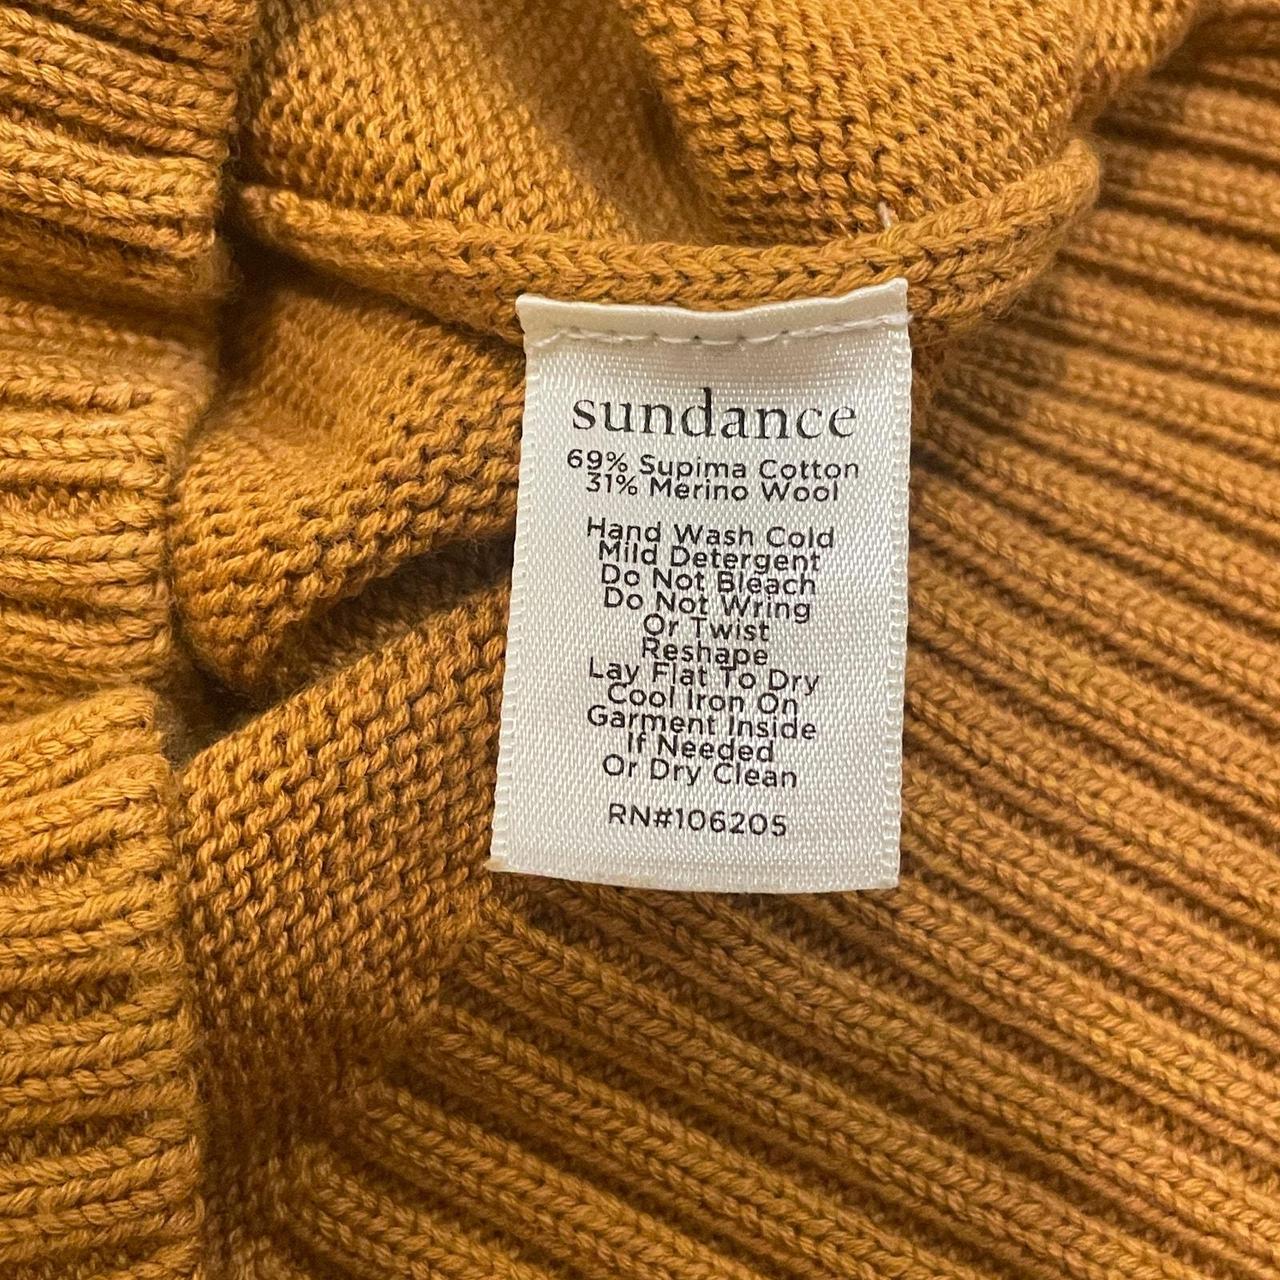 sundance
69% Supima Cotton
31% Merino Wool
Hand Wash Cold
Mild Detergent
Do Not Bleach
Do Not Wring
Or Twist
Reshape
Lay Flat To Dry
Cool Iron On
Garment Inside
If Needed
Or Dry Clean
RN#106205